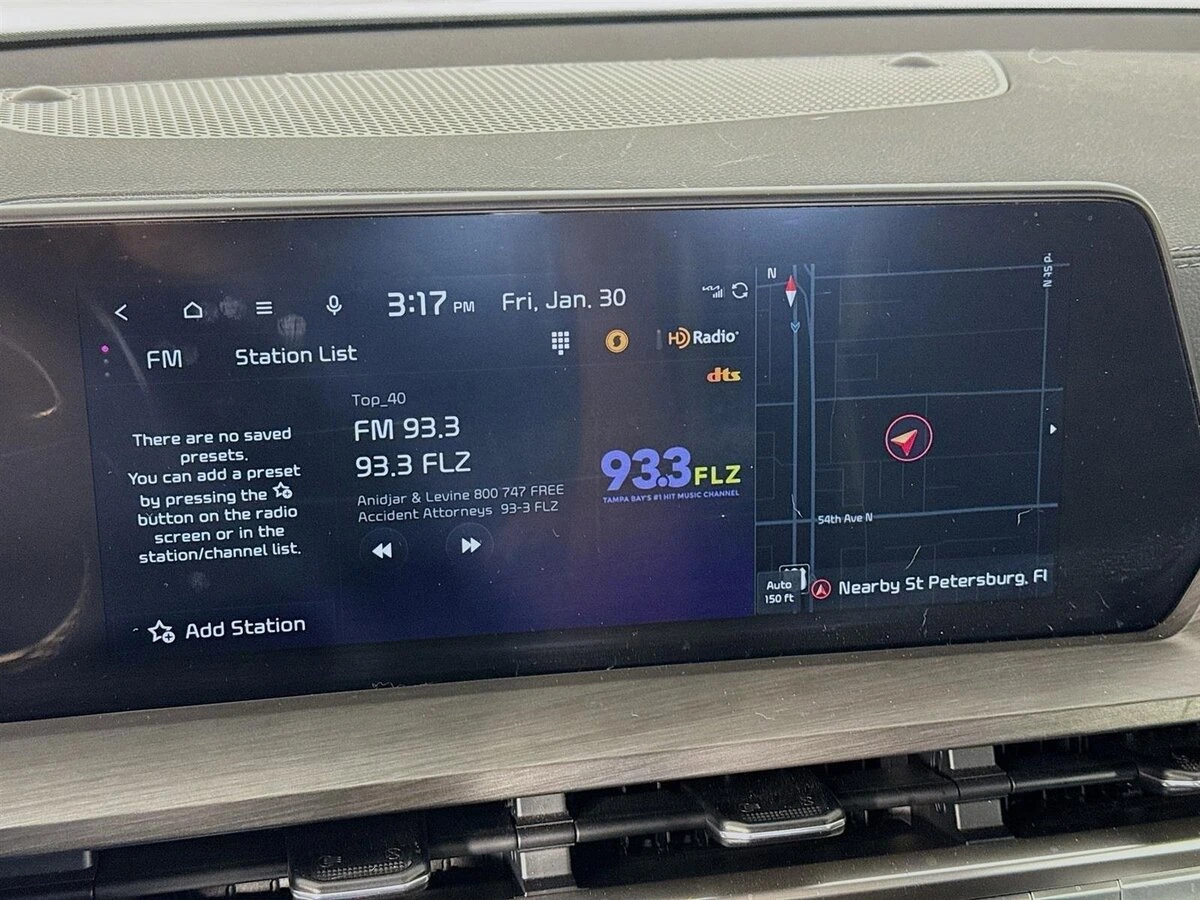 3:17 PM Fri, Jan. 30
FM Station List
HD Radio
dts
There are no saved
presets.
You can add a preset
by pressing the
button on the radio
screen or in the
station/channel list.
Add Station
Top_40
FM 93.3
93.3 FLZ
Anidjar & Levine 800 747 FREE
Accident Attorneys 93-3 FLZ
93.3 FLZ
TAMPA BAY'S #1 HIT MUSIC CHANNEL
N
54th Ave N
Auto
150 ft
Nearby St Petersburg, Fl